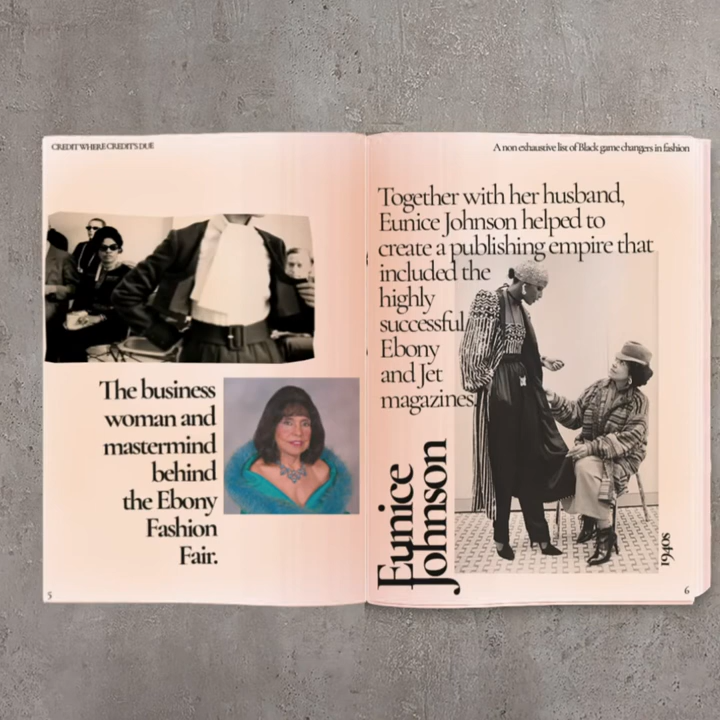 CREDIT WHERE CREDIT'S DUE
The business
woman and
mastermind
behind
the Ebony
Fashion
Fair.
5
A non exhaustive list of Black game changers in fashion
Together with her husband,
Eunice Johnson helped to
create a publishing empire that
included the
highly
successful
Ebony
and Jet
magazines.
Eunice
Johnson
1940s
6